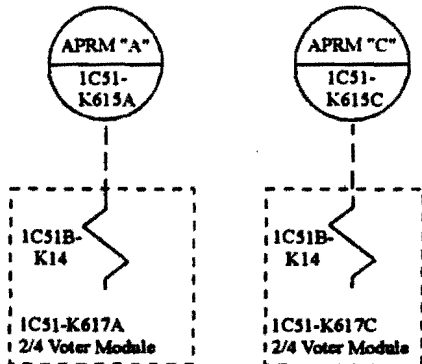 APRM "A"
1C51-
K615A
1C51B-
K14
1C51-K617A
2/4 Voter Module
APRM "C"
1C51-
K615C
1C51B-
K14
1C51-K617C
2/4 Voter Module